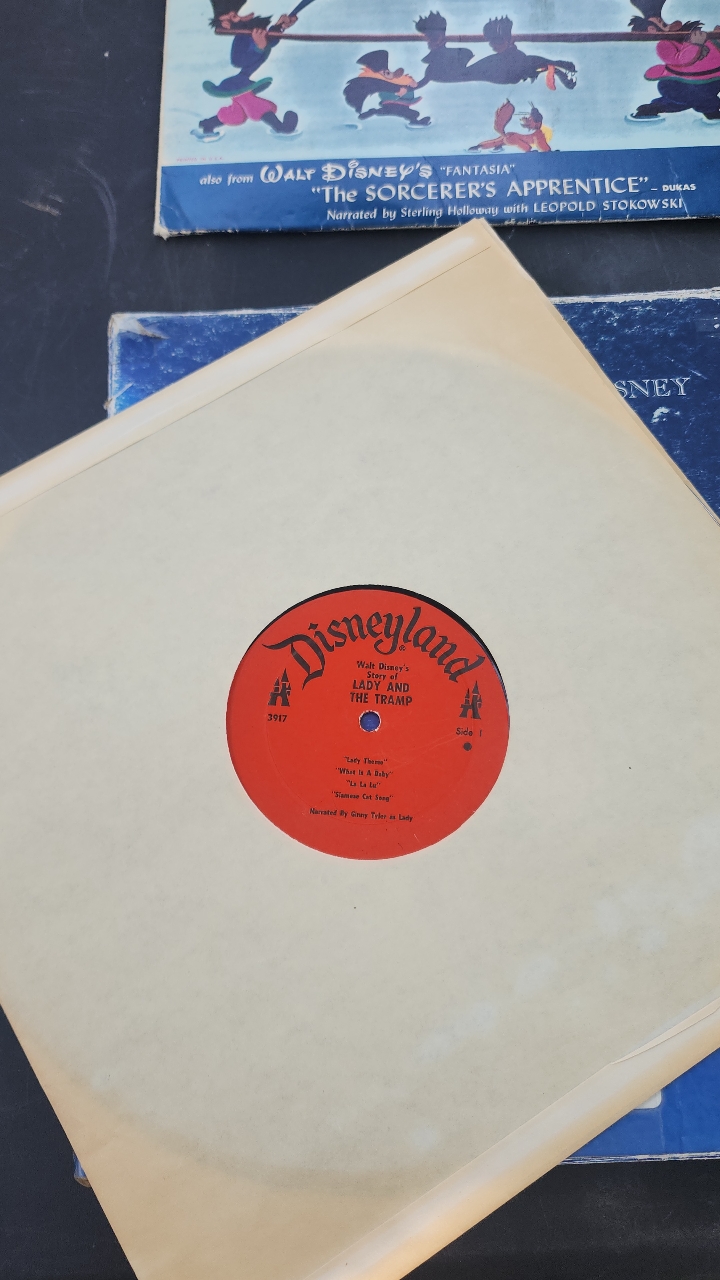 also from WALT DISNEY'S "FANTASIA"
"The SORCERER'S APPRENTICE" – DUKAS
Narrated by Sterling Holloway with LEOPOLD STOKOWSKI
SNEY
Disneyland
Walt Disney's
Story of
LADY AND
THE TRAMP
3917
Side 1
"Lady Theme"
"What Is A Baby"
"La La Lu"
"Siamese Cat Song"
Narrated By Ginny Tyler as Lady